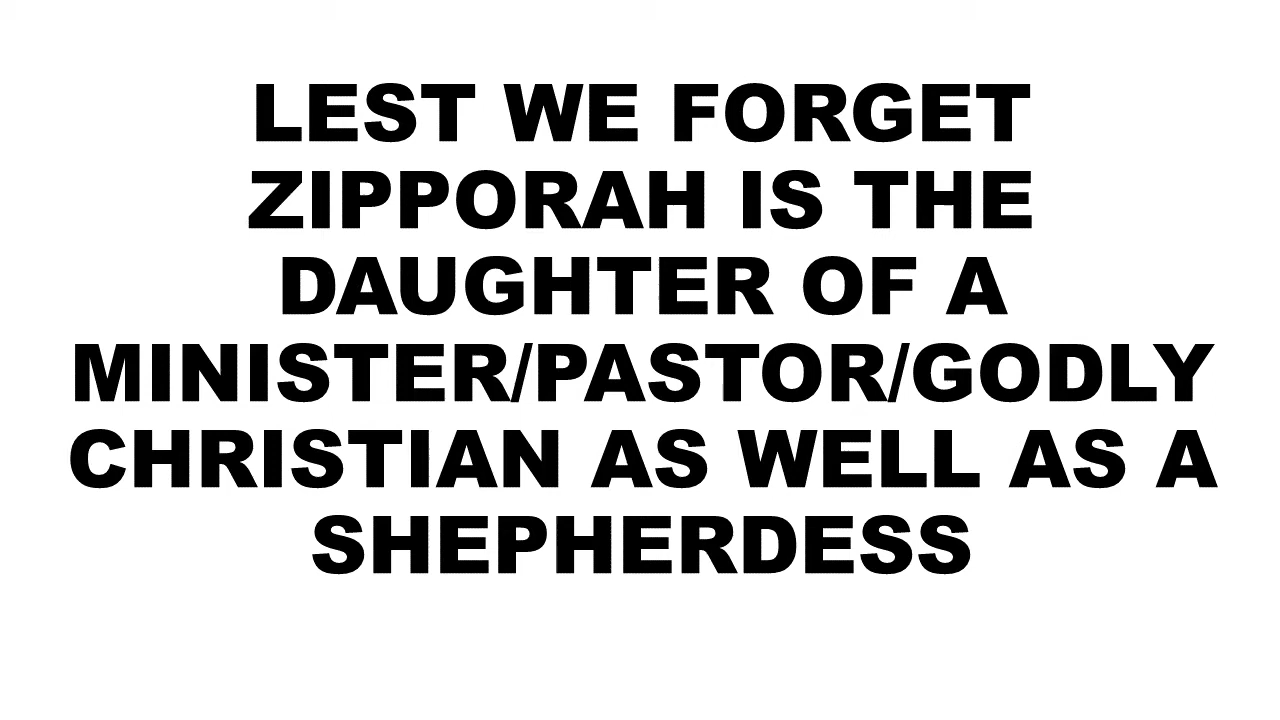 LEST WE FORGET
ZIPPORAH IS THE
DAUGHTER OF A
MINISTER/PASTOR/GODLY
CHRISTIAN AS WELL AS A
SHEPHERDESS